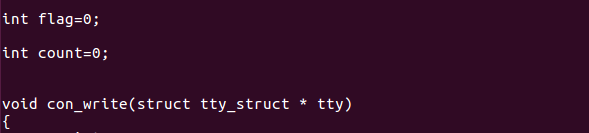 int flag=0;
int count=0;
void con_write(struct tty_struct * tty)
{